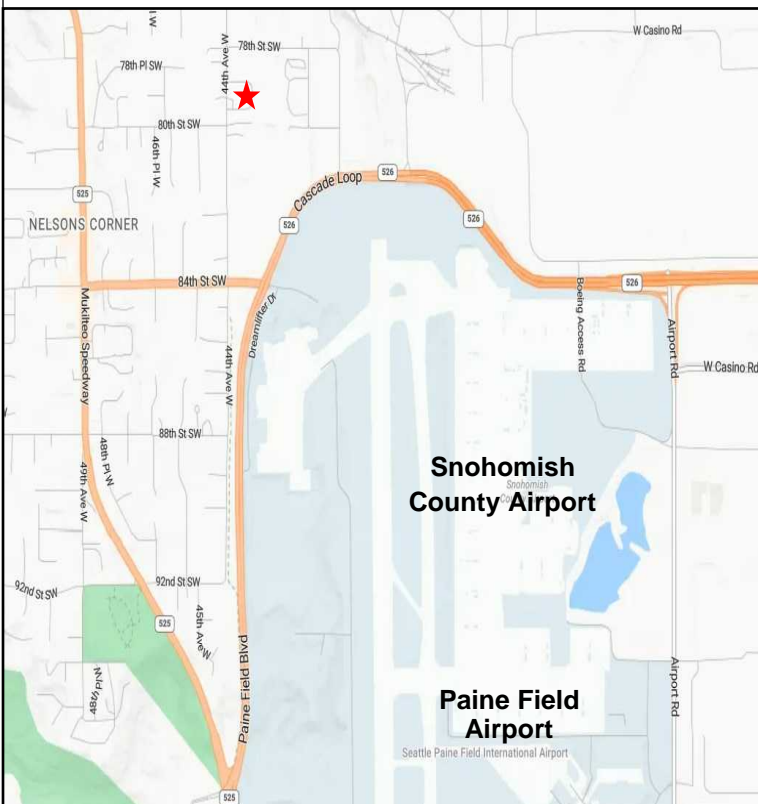 W Casino Rd
78th St SW
44th Ave W
78th Pl SW
80th St SW
46th Pl W
Cascade Loop
526
525
526
526
NELSONS CORNER
84th St SW
526
Dreamlifter Dr
Boeing Access Rd
Mukilteo Speedway
44th Ave W
Airport Rd
W Casino Rd
88th St SW
48th Pl W
49th Ave W
Snohomish
County Airport
Snohomish
92nd St SW
92nd St SW
525
45th Ave W
Paine Field Blvd
48th Pl W
Airport Rd
Paine Field
Airport
Seattle Paine Field International Airport
525